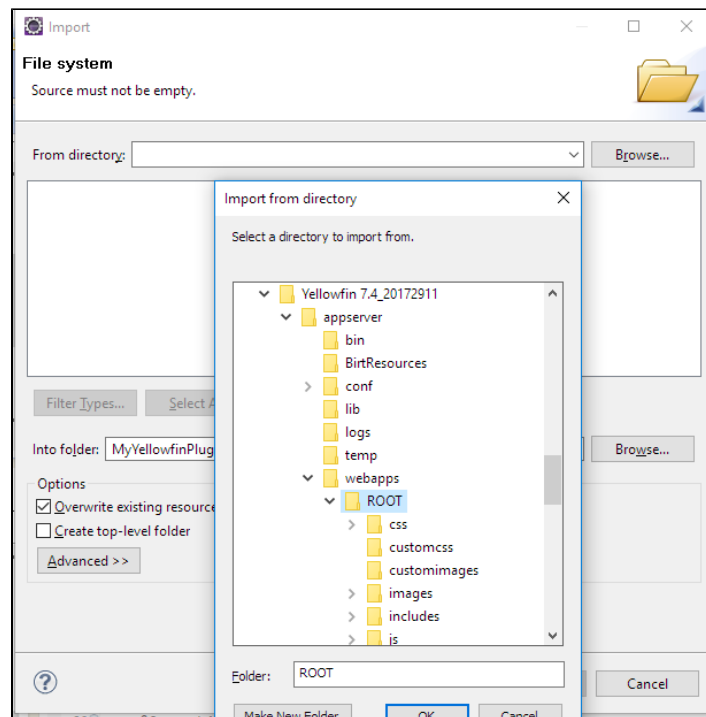 Import
File system
Source must not be empty.
From directory:
Browse...
Import from directory
Select a directory to import from.
Yellowfin 7.4_20172911
appserver
bin
BirtResources
conf
lib
logs
temp
webapps
ROOT
css
customcss
customimages
images
includes
js
Filter Types...
Select A
Into folder: MyYellowfinPlug
Browse...
Options
Overwrite existing resource
Create top-level folder
Advanced >>
Folder: ROOT
Make New Folder
OK
Cancel
Cancel